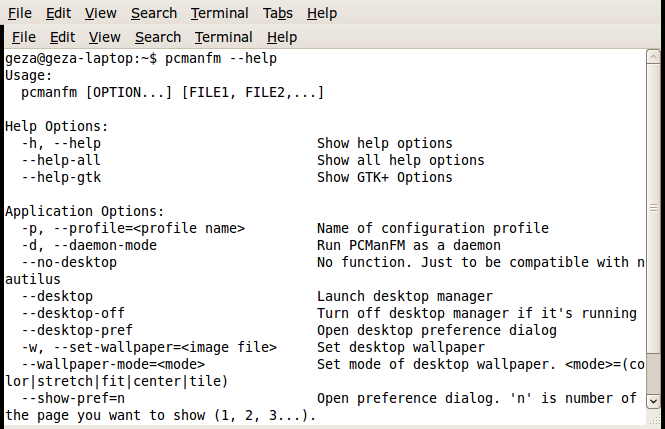 File Edit View Search Terminal Tabs Help
File Edit View Search Terminal Help
geza@geza-laptop:~$ pcmanfm --help
Usage:
  pcmanfm [OPTION...] [FILE1, FILE2,...]

Help Options:
  -h, --help                           Show help options
  --help-all                           Show all help options
  --help-gtk                           Show GTK+ Options

Application Options:
  -p, --profile=<profile name>         Name of configuration profile
  -d, --daemon-mode                    Run PCManFM as a daemon
  --no-desktop                         No function. Just to be compatible with n
autilus
  --desktop                            Launch desktop manager
  --desktop-off                        Turn off desktop manager if it's running
  --desktop-pref                       Open desktop preference dialog
  -w, --set-wallpaper=<image file>     Set desktop wallpaper
  --wallpaper-mode=<mode>              Set mode of desktop wallpaper. <mode>=(co
lor|stretch|fit|center|tile)
  --show-pref=n                        Open preference dialog. 'n' is number of
the page you want to show (1, 2, 3...).